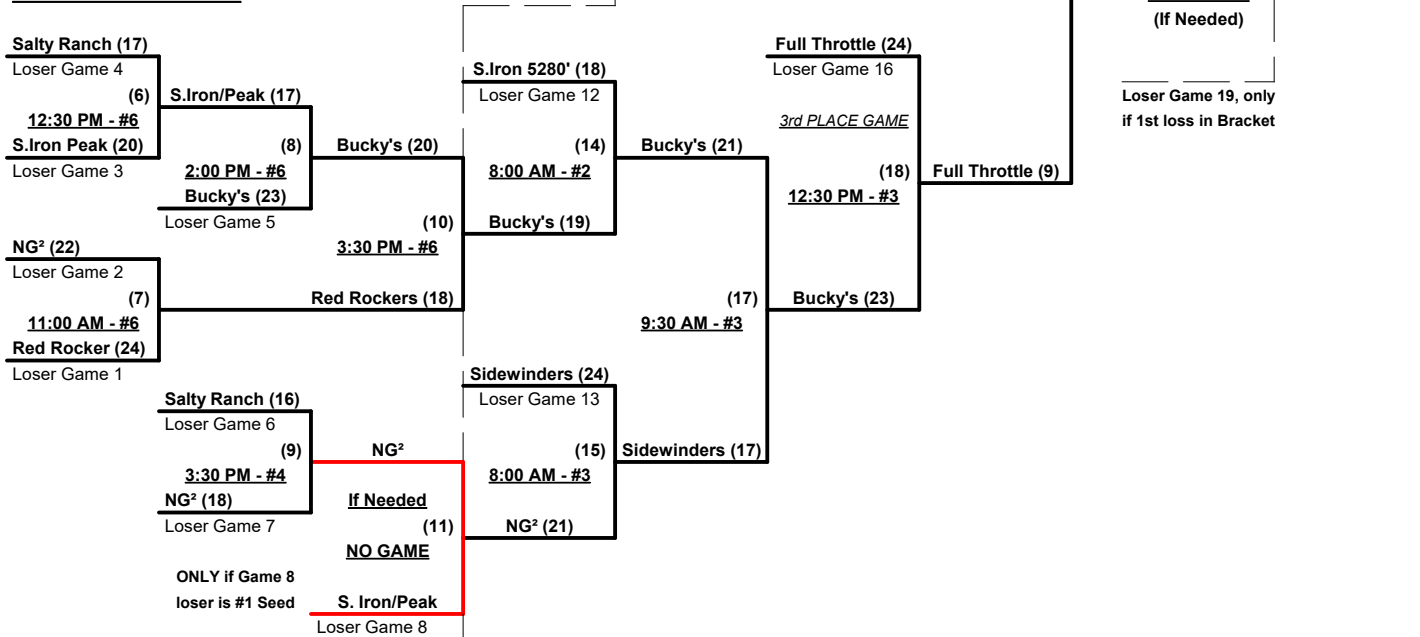 (If Needed)
Salty Ranch (17)
Full Throttle (24)
Loser Game 4
S.Iron 5280' (18)
Loser Game 16
(6)
S.Iron/Peak (17)
Loser Game 12
Loser Game 19, only
12:30 PM - #6
3rd PLACE GAME
if 1st loss in Bracket
S.Iron Peak (20)
(8)
Bucky's (20)
(14)
Bucky's (21)
Loser Game 3
2:00 PM - #6
8:00 AM - #2
(18)
Full Throttle (9)
Bucky's (23)
12:30 PM - #3
Loser Game 5
(10)
Bucky's (19)
NG² (22)
3:30 PM - #6
Loser Game 2
(7)
Red Rockers (18)
(17)
Bucky's (23)
11:00 AM - #6
9:30 AM - #3
Red Rocker (24)
Loser Game 1
Sidewinders (24)
Salty Ranch (16)
Loser Game 13
Loser Game 6
(9)
NG²
(15)
Sidewinders (17)
3:30 PM - #4
8:00 AM - #3
NG² (18)
If Needed
Loser Game 7
(11)
NG² (21)
NO GAME
ONLY if Game 8
loser is #1 Seed
S. Iron/Peak
Loser Game 8